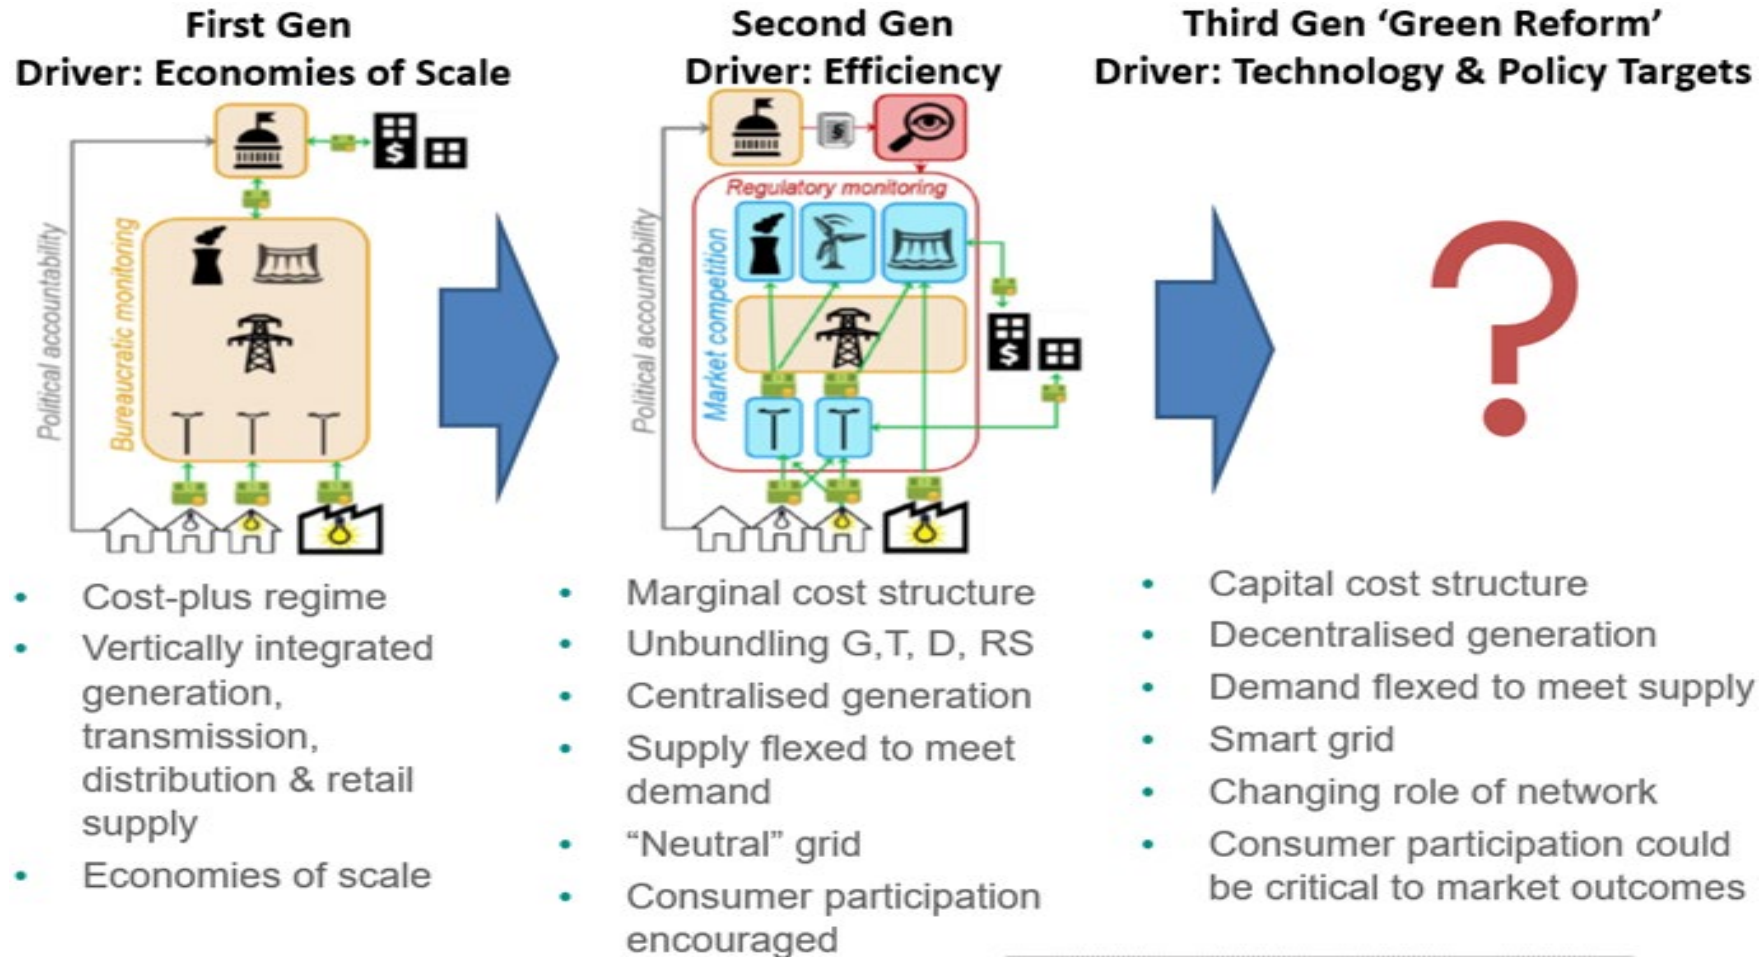 First Gen
Driver: Economies of Scale
Political accountability
Bureaucratic monitoring
$
• Cost-plus regime
• Vertically integrated
generation,
transmission,
distribution & retail
supply
• Economies of scale
Second Gen
Driver: Efficiency
§
Regulatory monitoring
Political accountability
Market competition
$
• Marginal cost structure
• Unbundling G,T, D, RS
• Centralised generation
• Supply flexed to meet
demand
• “Neutral” grid
• Consumer participation
encouraged
Third Gen ‘Green Reform’
Driver: Technology & Policy Targets
?
• Capital cost structure
• Decentralised generation
• Demand flexed to meet supply
• Smart grid
• Changing role of network
• Consumer participation could
be critical to market outcomes